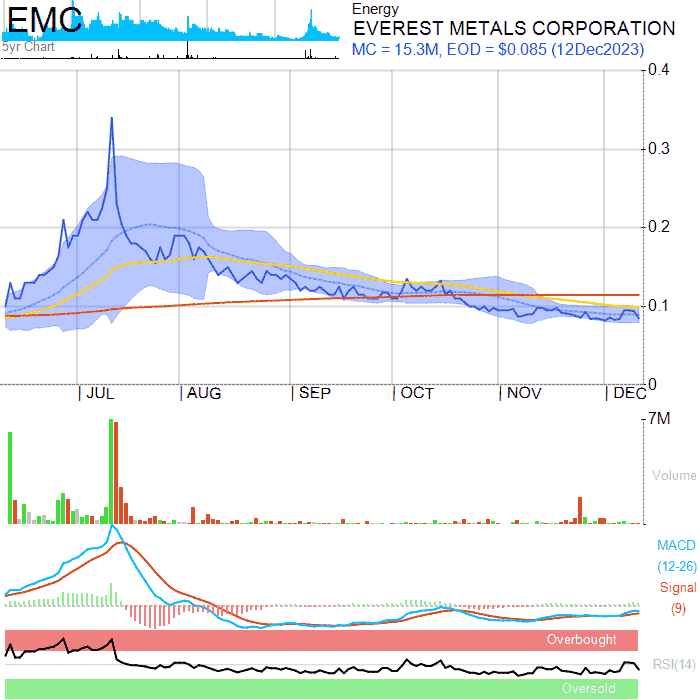 EMC
5yr Chart
Energy
EVEREST METALS CORPORATION
MC = 15.3M, EOD = $0.085 (12Dec2023)
0.4
0.3
0.2
0.1
0
JUL
AUG
SEP
OCT
NOV
DEC
7M
Volume
MACD
(12-26)
Signal
(9)
Overbought
RSI(14)
Oversold